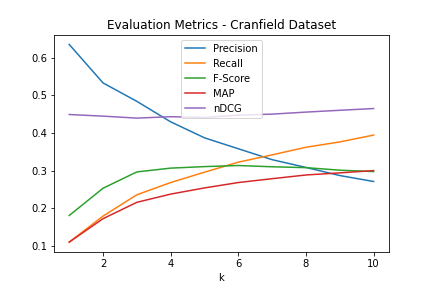 Evaluation Metrics - Cranfield Dataset
Precision
Recall
F-Score
MAP
nDCG
0.6
0.5
0.4
0.3
0.2
0.1
2
4
6
8
10
k